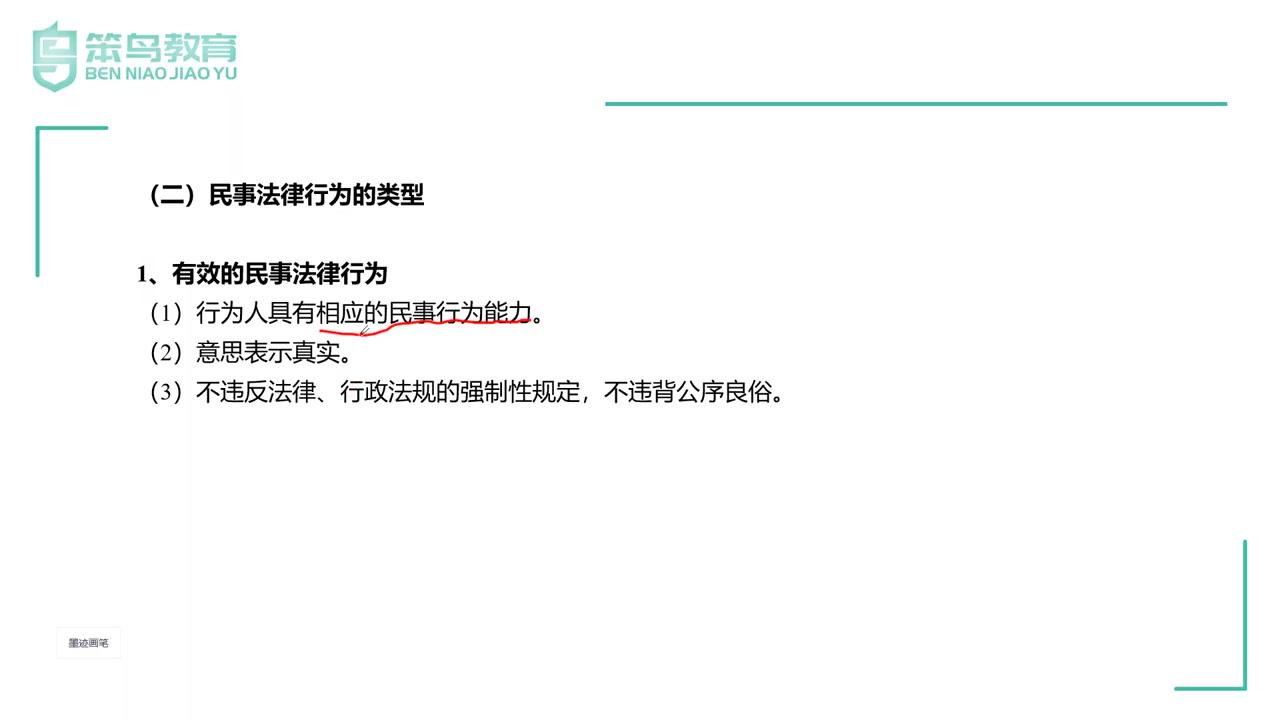 笨鸟教育
BEN NIAO JIAO YU
（二）民事法律行为的类型
1、有效的民事法律行为
（1）行为人具有相应的民事行为能力。
（2）意思表示真实。
（3）不违反法律、行政法规的强制性规定，不违背公序良俗。
墨迹画笔